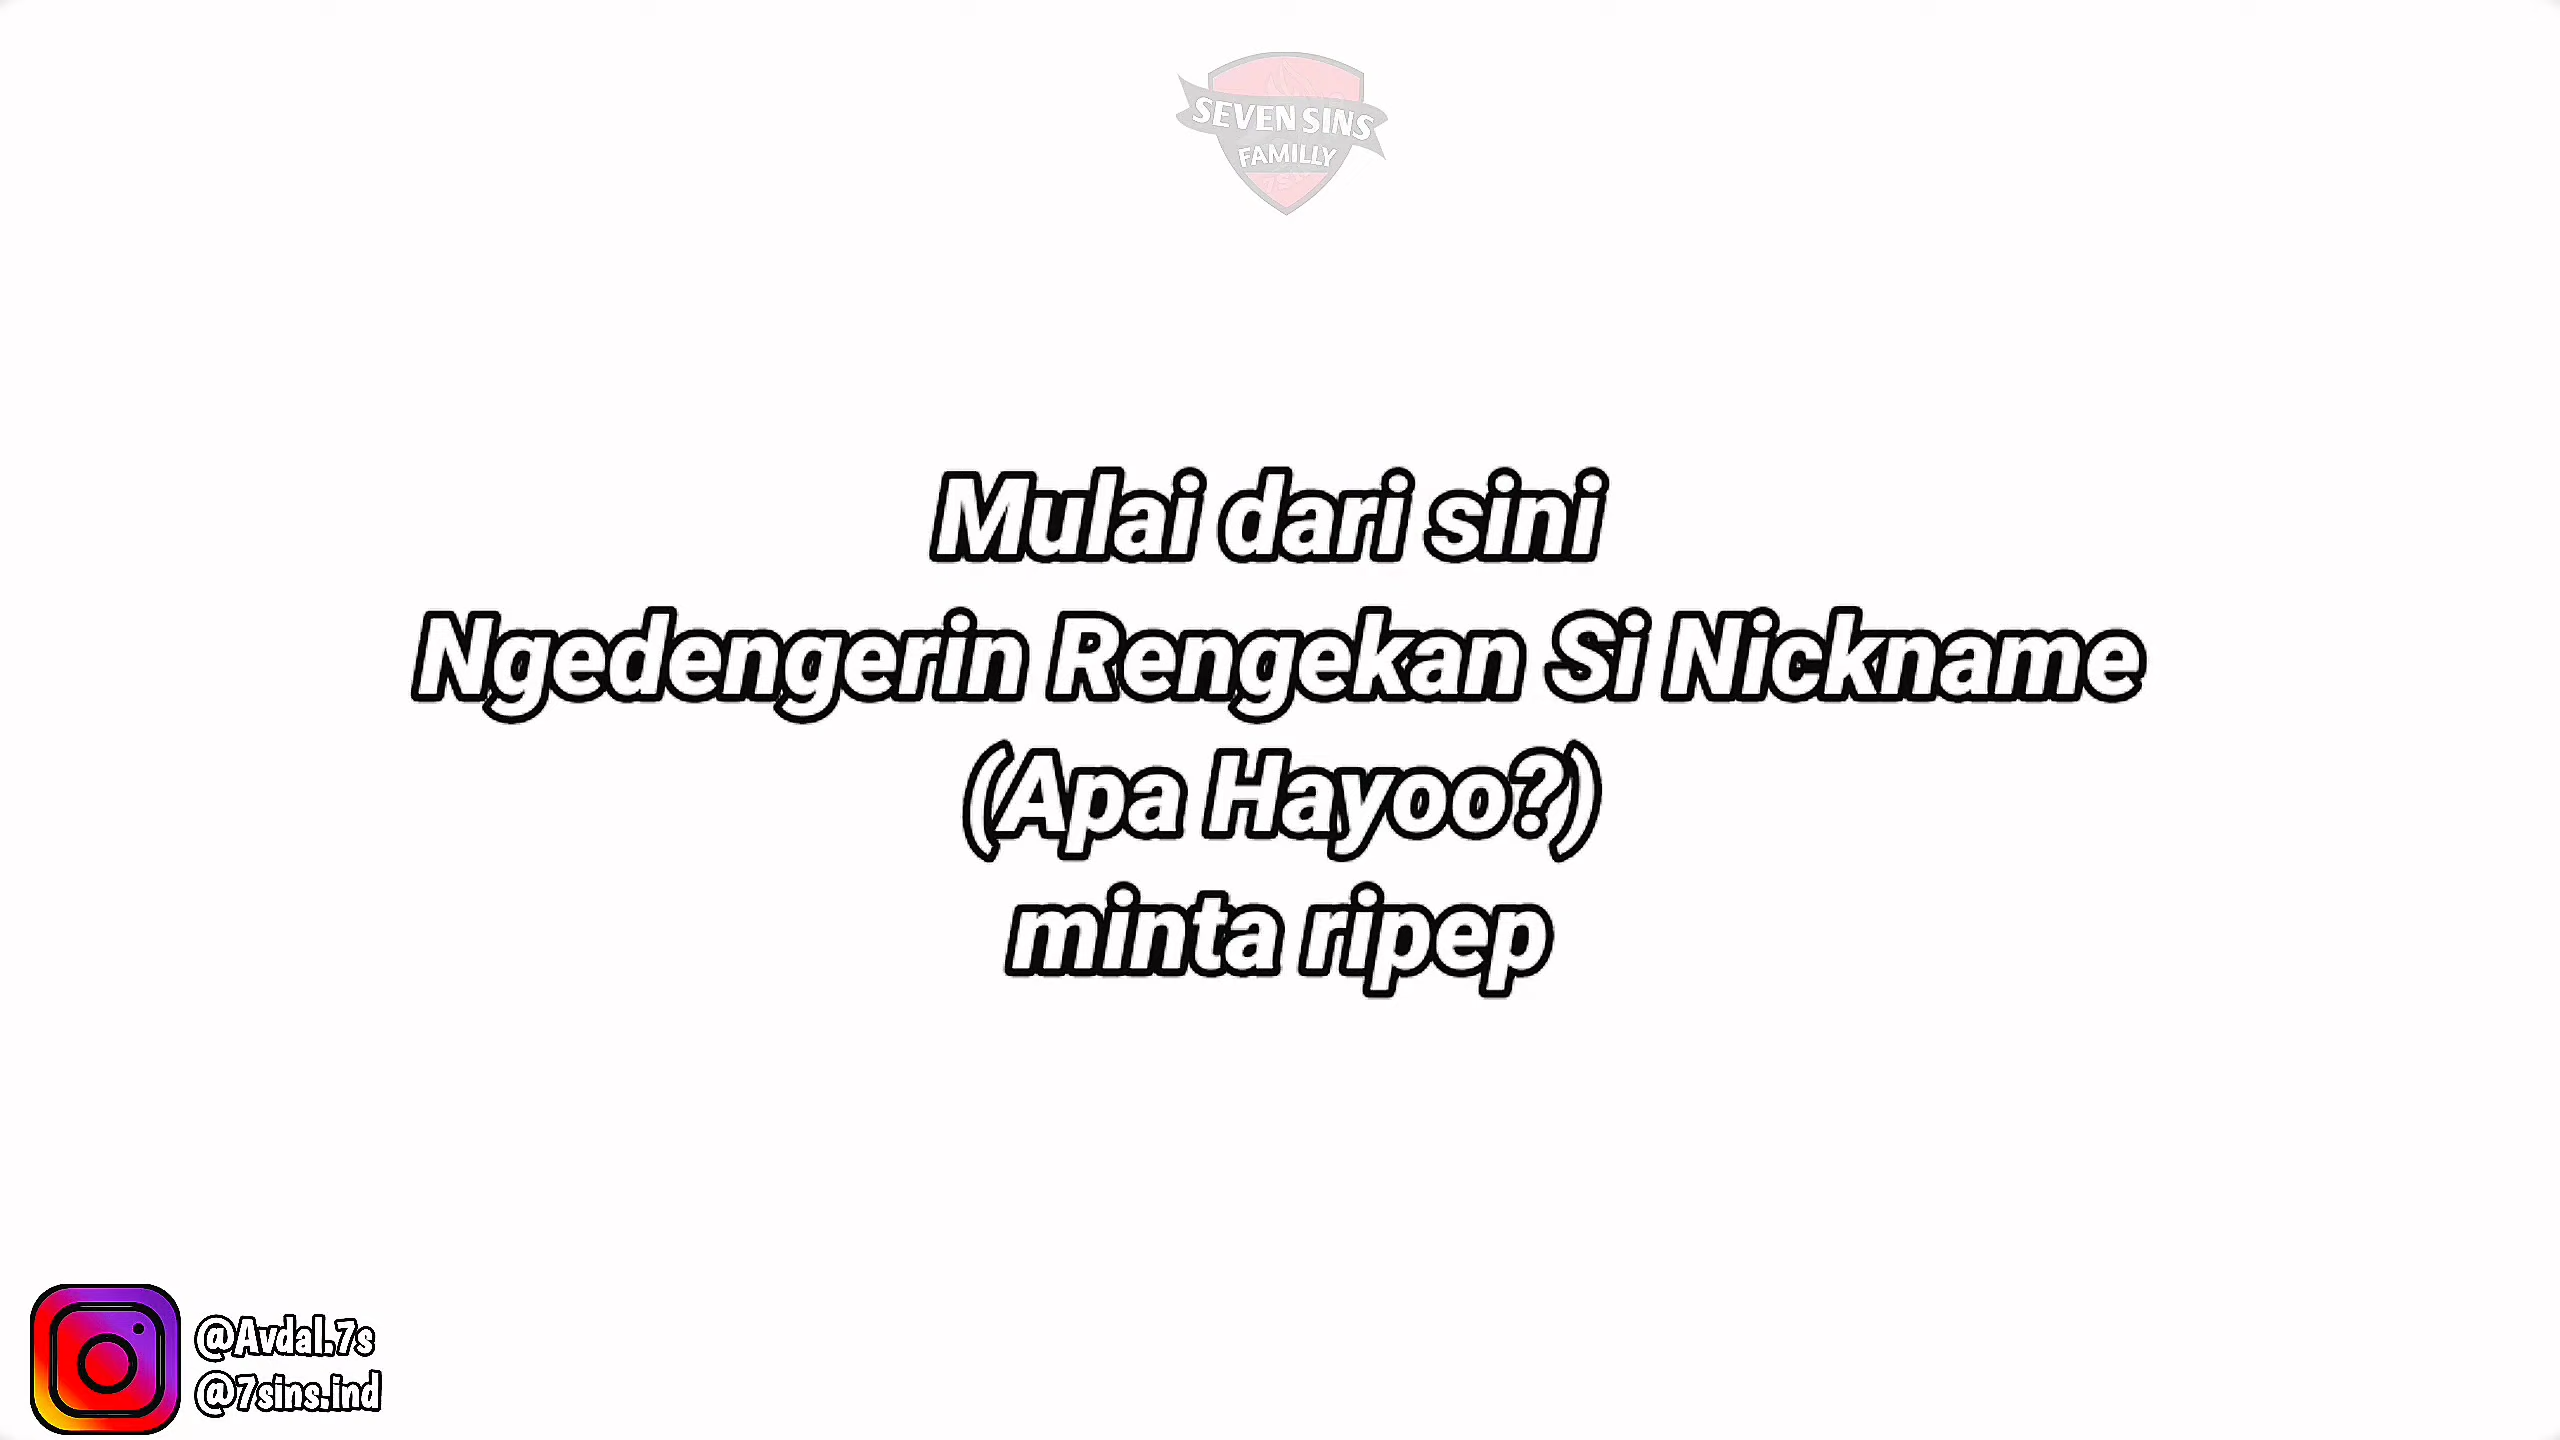 SEVEN SINS
FAMILLY
Mulai dari sini
Ngedengerin Rengekan Si Nickname
(Apa Hayoo?)
minta ripep
@Avdal.7s
@7sins.ind